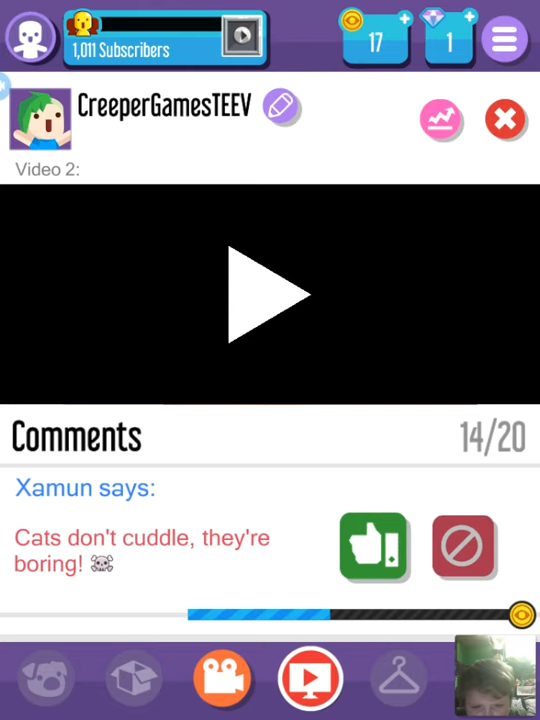 1,011 Subscribers
17
1
CreeperGamesTEEV
Video 2:
Comments
14/20
Xamun says:
Cats don't cuddle, they're
boring! ☠